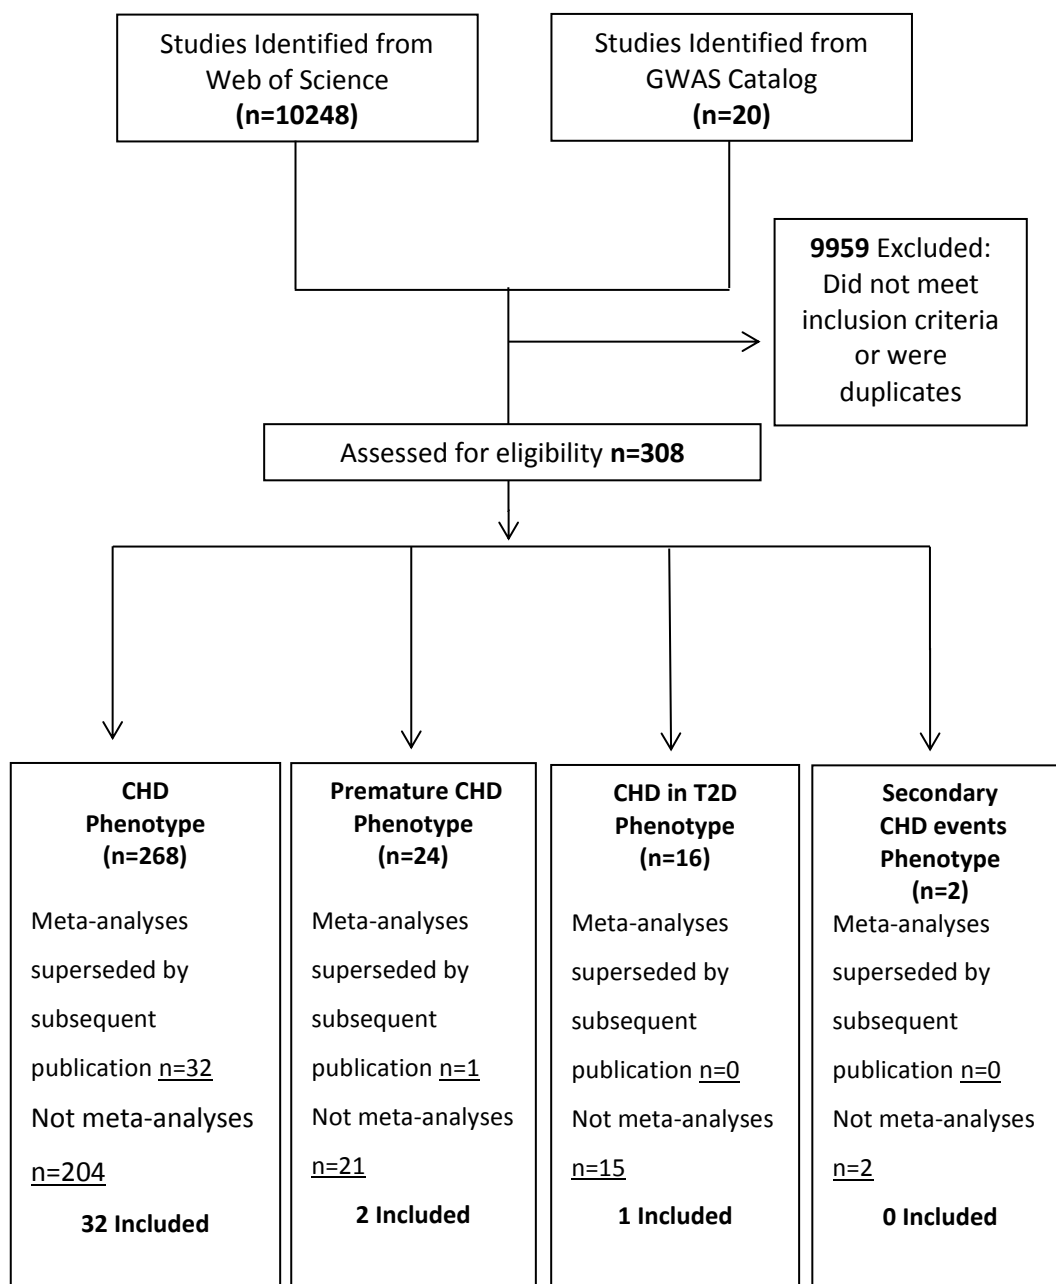 Studies Identified from
Web of Science
(n=10248)
Studies Identified from
GWAS Catalog
(n=20)
9959 Excluded:
Did not meet
inclusion criteria
or were
duplicates
Assessed for eligibility n=308
CHD
Phenotype
(n=268)
Meta-analyses
superseded by
subsequent
publication n=32
Not meta-analyses
n=204
32 Included
Premature CHD
Phenotype
(n=24)
Meta-analyses
superseded by
subsequent
publication n=1
Not meta-analyses
n=21
2 Included
CHD in T2D
Phenotype
(n=16)
Meta-analyses
superseded by
subsequent
publication n=0
Not meta-analyses
n=15
1 Included
Secondary
CHD events
Phenotype
(n=2)
Meta-analyses
superseded by
subsequent
publication n=0
Not meta-analyses
n=2
0 Included